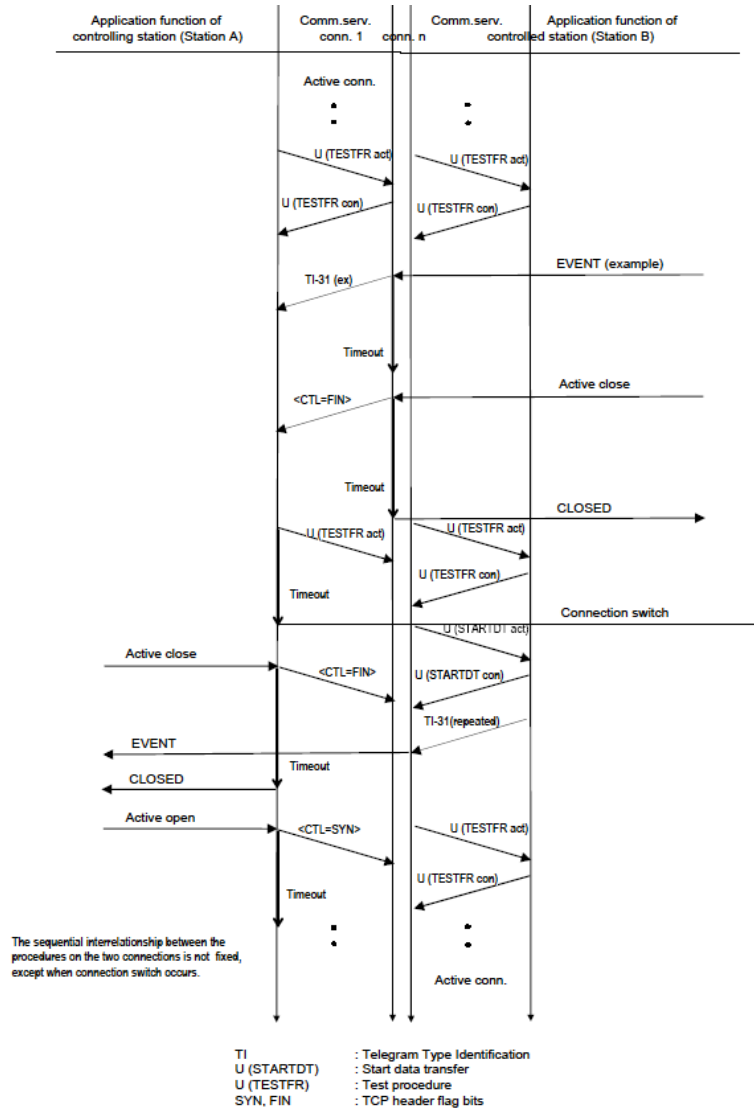 Application function of
controlling station (Station A)
Comm.serv.
conn. 1
conn. n
Comm.serv.
Application function of
controlled station (Station B)
Active conn.
U (TESTFR act)
U (TESTFR act)
U (TESTFR con)
U (TESTFR con)
EVENT (example)
TI-31 (ex)
Timeout
Active close
<CTL=FIN>
Timeout
CLOSED
U (TESTFR act)
U (TESTFR act)
U (TESTFR con)
Timeout
Connection switch
U (STARTDT act)
Active close
<CTL=FIN>
U (STARTDT con)
TI-31(repeated)
EVENT
Timeout
CLOSED
Active open
<CTL=SYN>
U (TESTFR act)
U (TESTFR con)
Timeout
The sequential interrelationship between the
procedures on the two connections is not fixed,
except when connection switch occurs.
Active conn.
TI : Telegram Type Identification
U (STARTDT) : Start data transfer
U (TESTFR) : Test procedure
SYN, FIN : TCP header flag bits